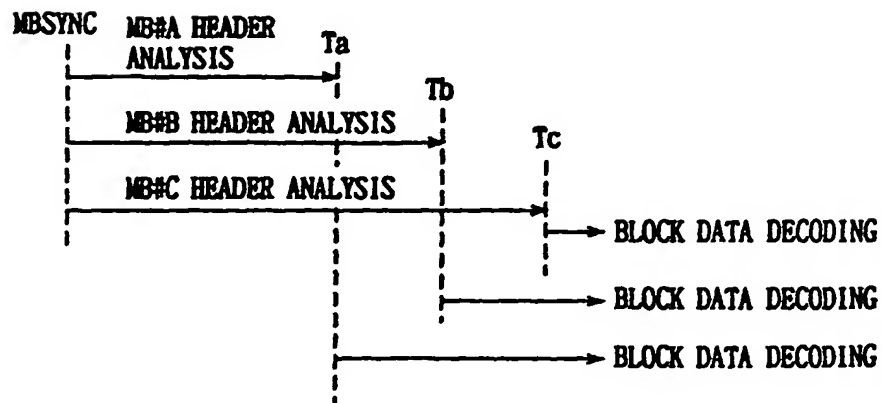 MBSYNC
MB#A HEADER
ANALYSIS
Ta
Tb
MB#B HEADER ANALYSIS
Tc
MB#C HEADER ANALYSIS
BLOCK DATA DECODING
BLOCK DATA DECODING
BLOCK DATA DECODING